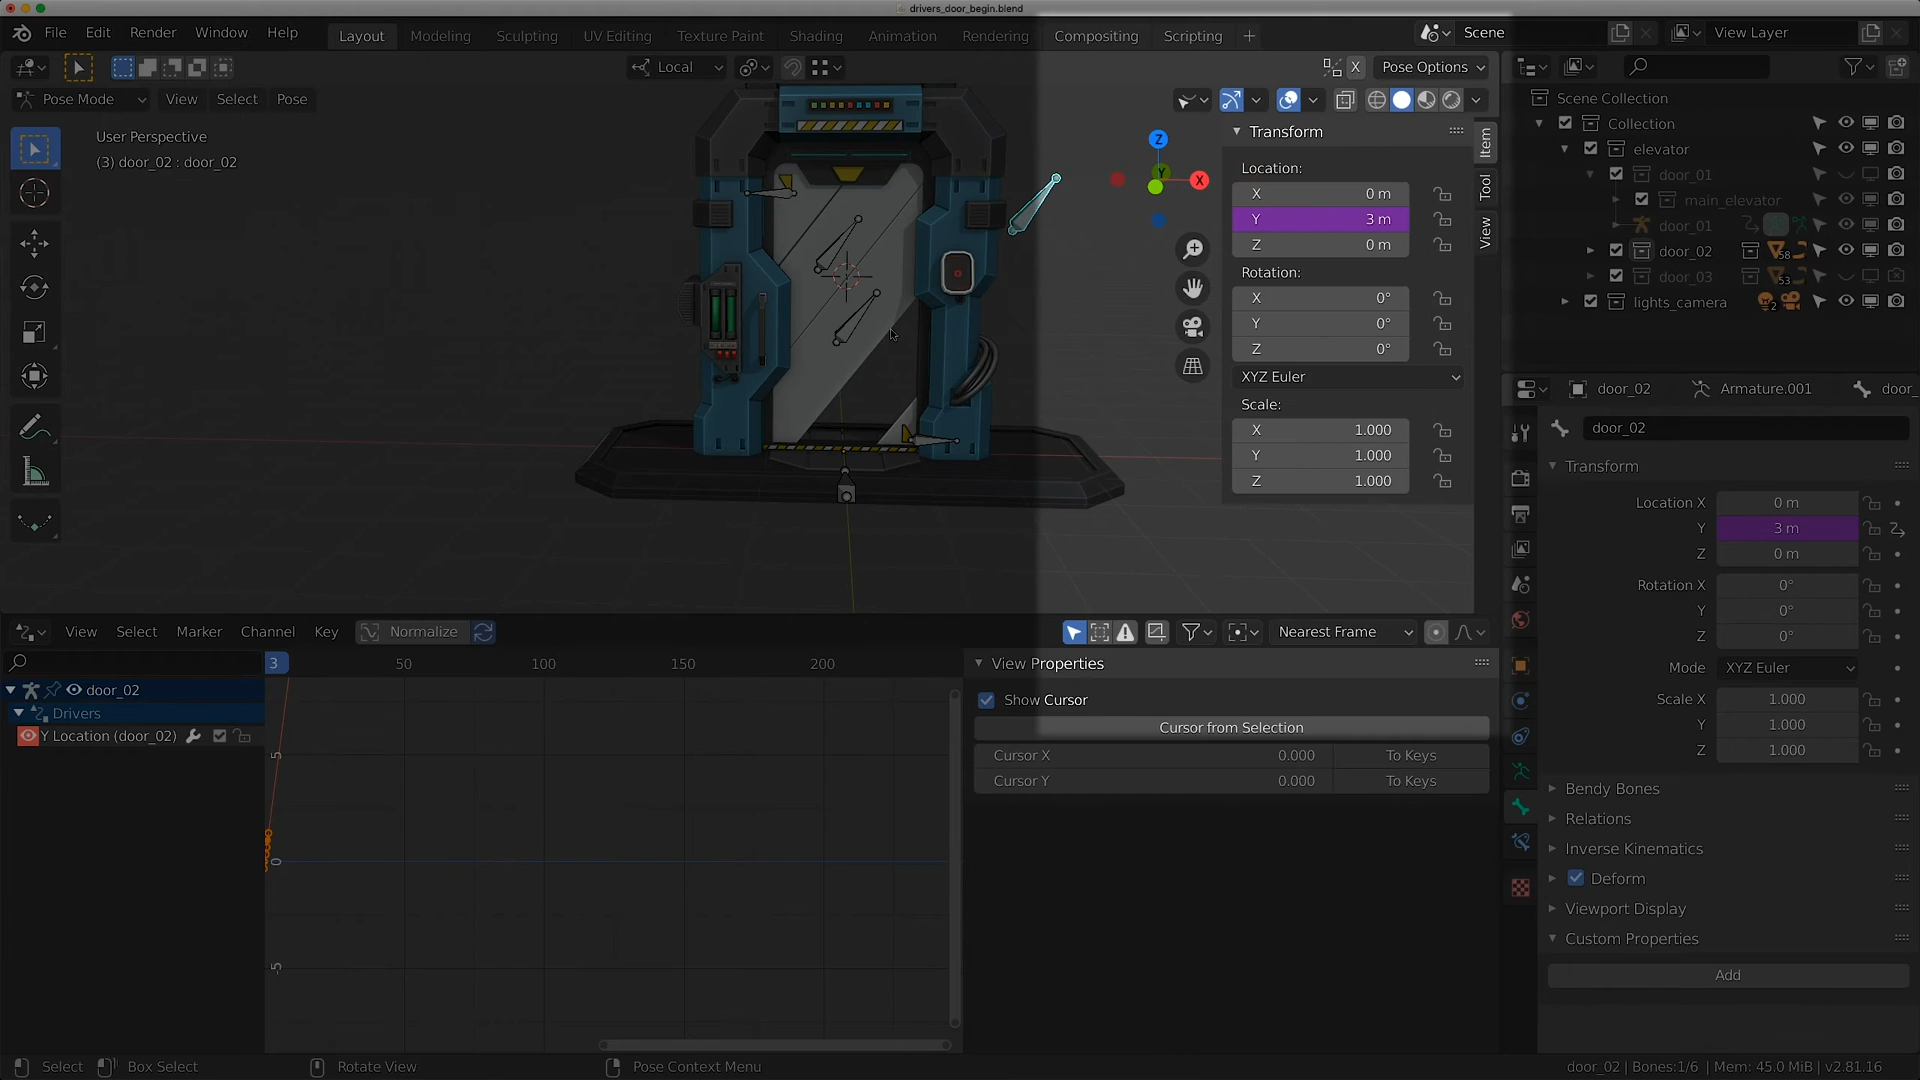 drivers_door_begin.blend
File Edit Render Window Help Layout Modeling Sculpting UV Editing Texture Paint Shading Animation Rendering Compositing Scripting + Scene View Layer
Local X Pose Options
Pose Mode View Select Pose
User Perspective
(3) door_02 : door_02
Z
Y
X
Transform
Location:
X 0 m
Y 3 m
Z 0 m
Rotation:
X 0°
Y 0°
Z 0°
XYZ Euler
Scale:
X 1.000
Y 1.000
Z 1.000
Item
Tool
View
Scene Collection
Collection
elevator
door_01
main_elevator
door_01
door_02 58
door_03 53
lights_camera 2
door_02 Armature.001 door_
door_02
Transform
Location X 0 m
Y 3 m
Z 0 m
Rotation X 0°
Y 0°
Z 0°
Mode XYZ Euler
Scale X 1.000
Y 1.000
Z 1.000
Bendy Bones
Relations
Inverse Kinematics
Deform
Viewport Display
Custom Properties
Add
View Select Marker Channel Key Normalize Nearest Frame
3 50 100 150 200
door_02
Drivers
Y Location (door_02)
5
0
-5
View Properties
Show Cursor
Cursor from Selection
Cursor X 0.000 To Keys
Cursor Y 0.000 To Keys
Select Box Select Rotate View Pose Context Menu door_02 | Bones:1/6 | Mem: 45.0 MiB | v2.81.16